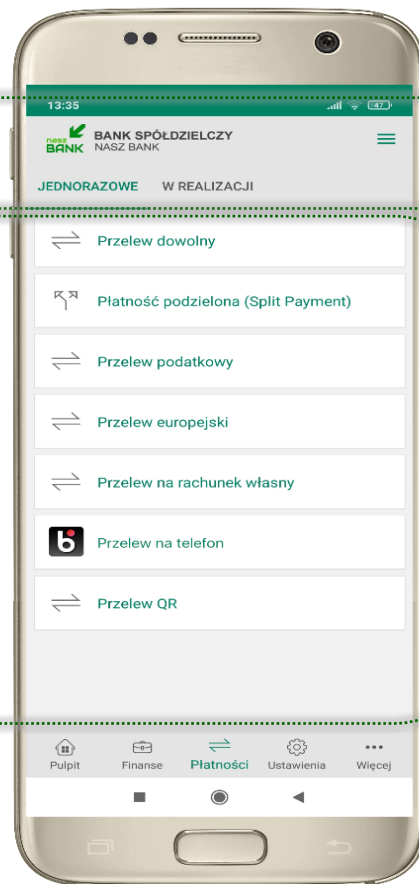 13:35
47
nasz
BANK
BANK SPÓŁDZIELCZY
NASZ BANK
JEDNORAZOWE W REALIZACJI
Przelew dowolny
Płatność podzielona (Split Payment)
Przelew podatkowy
Przelew europejski
Przelew na rachunek własny
Przelew na telefon
Przelew QR
Pulpit Finanse Płatności Ustawienia Więcej